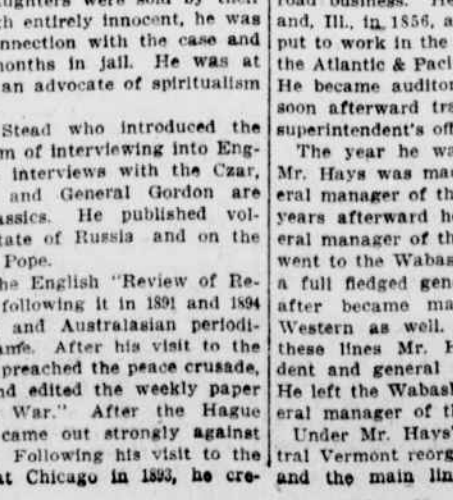 ughters were sold by their
h entirely innocent, he was
nnection with the case and
months in jail. He was at
an advocate of spiritualism
Stead who introduced the
m of interviewing into Eng-
interviews with the Czar,
and General Gordon are
assics. He published vol-
tate of Russia and on the
Pope.
he English "Review of Re-
following it in 1891 and 1894
and Australasian periodi-
ame. After his visit to the
preached the peace crusade,
nd edited the weekly paper
War." After the Hague
came out strongly against
Following his visit to the
at Chicago in 1893, he cre-
road business. He
and, Ill., in 1856, a
put to work in the
the Atlantic & Paci
He became auditor
soon afterward tra
superintendent's off
The year he wa
Mr. Hays was mad
eral manager of th
years afterward he
eral manager of th
went to the Wabas
a full fledged gen
after became ma
Western as well.
these lines Mr. H
dent and general
He left the Wabash
eral manager of th
Under Mr. Hays'
tral Vermont reorg
and the main lin